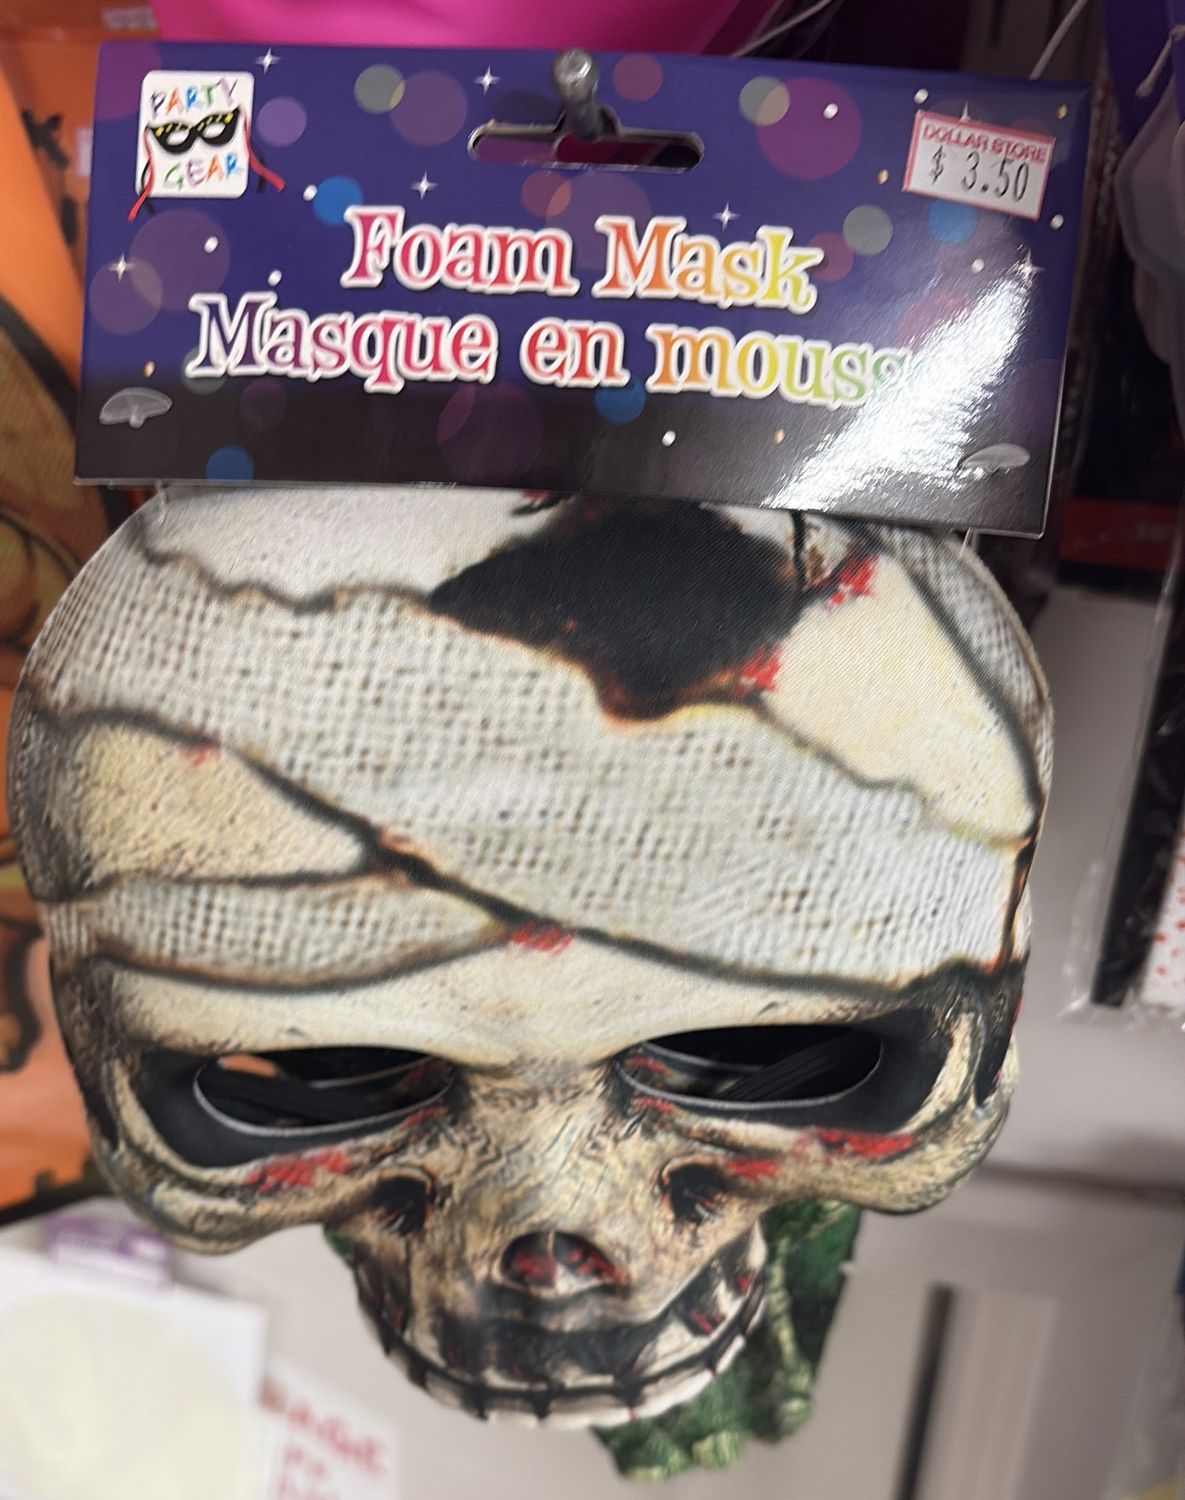 PARTY
GEAR
DOLLAR STORE
$ 3.50
Foam Mask
Masque en mouss